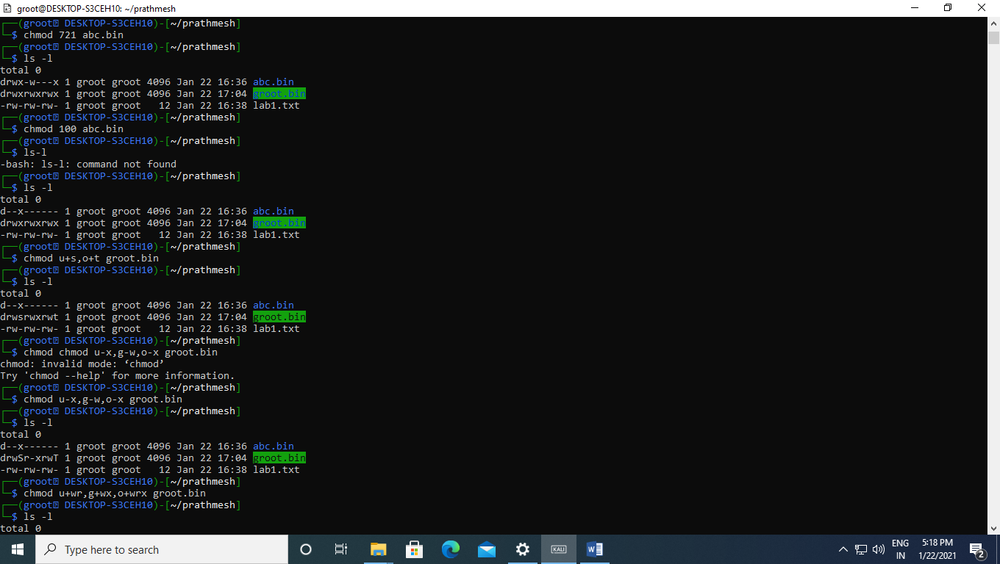 groot@DESKTOP-S3CEH10: ~/prathmesh
┌──(groot⍰ DESKTOP-S3CEH10)-[~/prathmesh]
└─$ chmod 721 abc.bin
┌──(groot⍰ DESKTOP-S3CEH10)-[~/prathmesh]
└─$ ls -l
total 0
drwx-w---x 1 groot groot 4096 Jan 22 16:36 abc.bin
drwxrwxrwx 1 groot groot 4096 Jan 22 17:04 groot.bin
-rw-rw-rw- 1 groot groot   12 Jan 22 16:38 lab1.txt
┌──(groot⍰ DESKTOP-S3CEH10)-[~/prathmesh]
└─$ chmod 100 abc.bin
┌──(groot⍰ DESKTOP-S3CEH10)-[~/prathmesh]
└─$ ls-l
-bash: ls-l: command not found
┌──(groot⍰ DESKTOP-S3CEH10)-[~/prathmesh]
└─$ ls -l
total 0
d--x------ 1 groot groot 4096 Jan 22 16:36 abc.bin
drwxrwxrwx 1 groot groot 4096 Jan 22 17:04 groot.bin
-rw-rw-rw- 1 groot groot   12 Jan 22 16:38 lab1.txt
┌──(groot⍰ DESKTOP-S3CEH10)-[~/prathmesh]
└─$ chmod u+s,o+t groot.bin
┌──(groot⍰ DESKTOP-S3CEH10)-[~/prathmesh]
└─$ ls -l
total 0
d--x------ 1 groot groot 4096 Jan 22 16:36 abc.bin
drwsrwxrwt 1 groot groot 4096 Jan 22 17:04 groot.bin
-rw-rw-rw- 1 groot groot   12 Jan 22 16:38 lab1.txt
┌──(groot⍰ DESKTOP-S3CEH10)-[~/prathmesh]
└─$ chmod chmod u-x,g-w,o-x groot.bin
chmod: invalid mode: ‘chmod’
Try 'chmod --help' for more information.
┌──(groot⍰ DESKTOP-S3CEH10)-[~/prathmesh]
└─$ chmod u-x,g-w,o-x groot.bin
┌──(groot⍰ DESKTOP-S3CEH10)-[~/prathmesh]
└─$ ls -l
total 0
d--x------ 1 groot groot 4096 Jan 22 16:36 abc.bin
drwSr-xrwT 1 groot groot 4096 Jan 22 17:04 groot.bin
-rw-rw-rw- 1 groot groot   12 Jan 22 16:38 lab1.txt
┌──(groot⍰ DESKTOP-S3CEH10)-[~/prathmesh]
└─$ chmod u+wr,g+wx,o+wrx groot.bin
┌──(groot⍰ DESKTOP-S3CEH10)-[~/prathmesh]
└─$ ls -l
total 0
Type here to search
KALI
W
ENG
IN
5:18 PM
1/22/2021
2